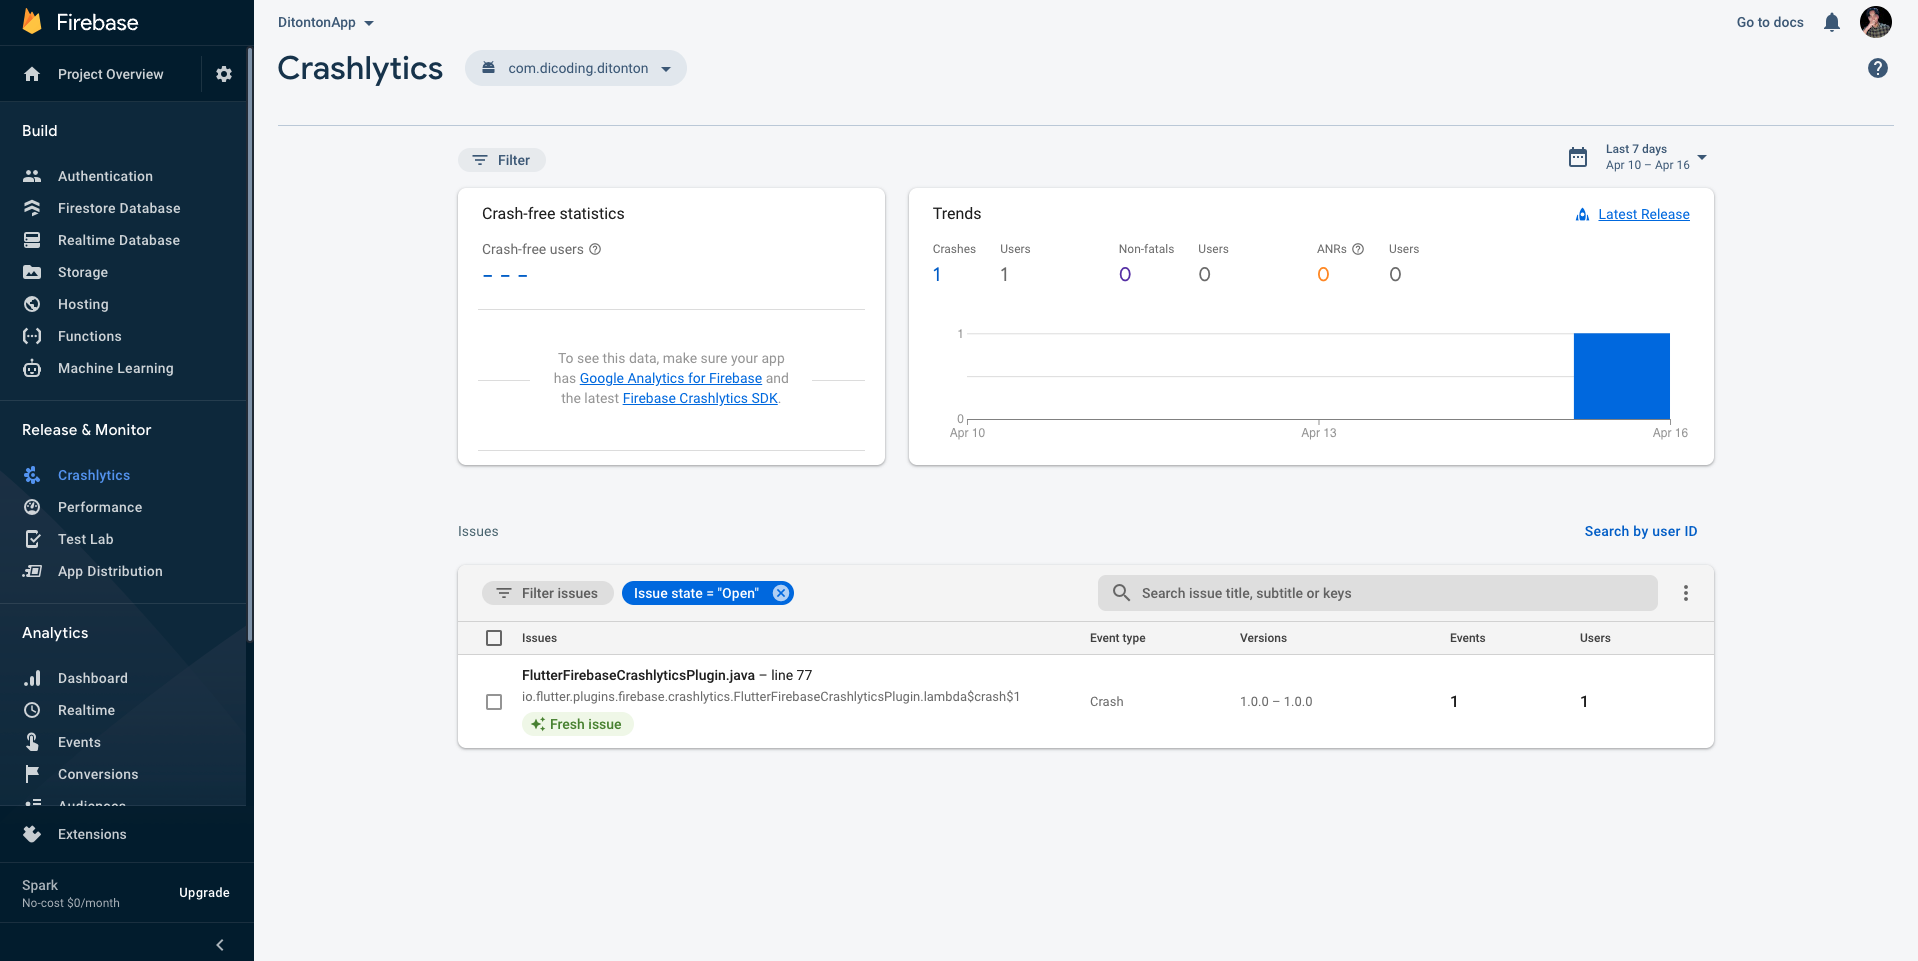 Firebase
Project Overview
Build
Authentication
Firestore Database
Realtime Database
Storage
Hosting
Functions
Machine Learning
Release & Monitor
Crashlytics
Performance
Test Lab
App Distribution
Analytics
Dashboard
Realtime
Events
Conversions
Audiences
Extensions
Spark
No-cost $0/month
Upgrade
DitontonApp
Go to docs
Crashlytics
com.dicoding.ditonton
Filter
Last 7 days
Apr 10 – Apr 16
Crash-free statistics
Crash-free users
– – –
To see this data, make sure your app
has Google Analytics for Firebase and
the latest Firebase Crashlytics SDK.
Trends
Latest Release
Crashes Users Non-fatals Users ANRs Users
1 1 0 0 0 0
1
0
Apr 10 Apr 13 Apr 16
Issues
Search by user ID
Filter issues
Issue state = "Open"
Search issue title, subtitle or keys
Issues Event type Versions Events Users
FlutterFirebaseCrashlyticsPlugin.java – line 77
io.flutter.plugins.firebase.crashlytics.FlutterFirebaseCrashlyticsPlugin.lambda$crash$1
Fresh issue
Crash 1.0.0 – 1.0.0 1 1